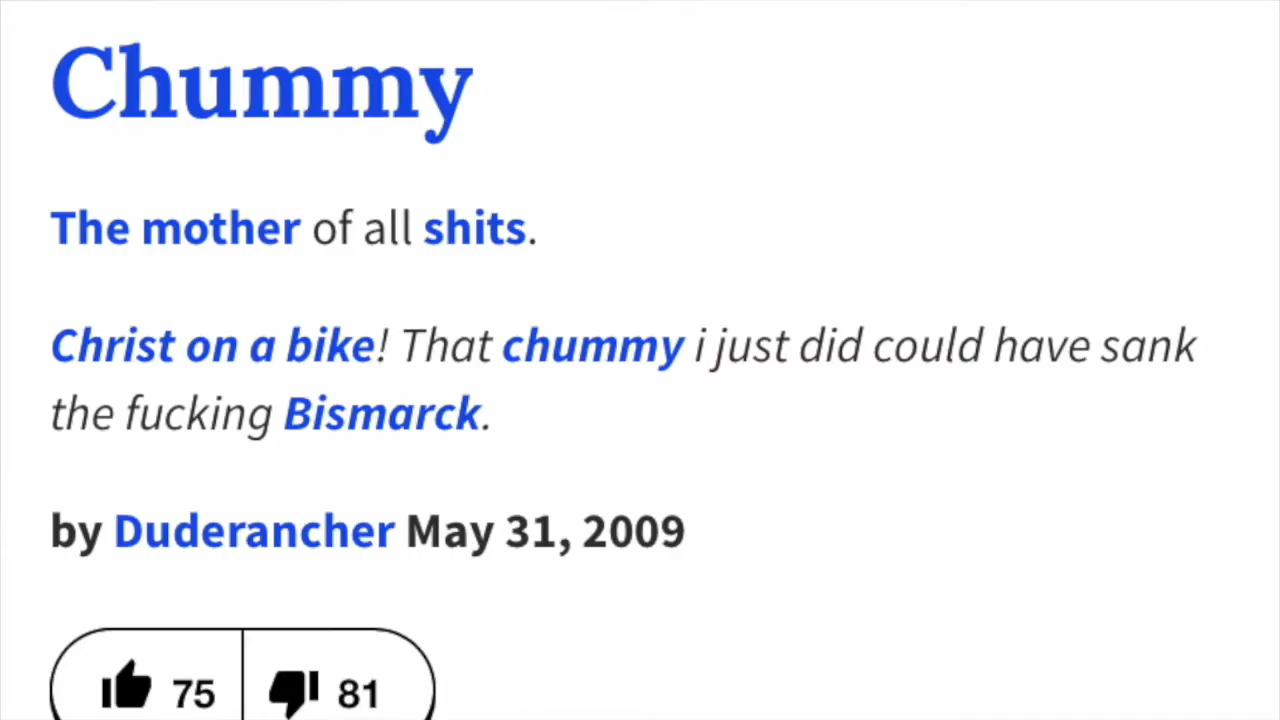 Chummy
The mother of all shits.
Christ on a bike! That chummy i just did could have sank
the fucking Bismarck.
by Duderancher May 31, 2009
75 81